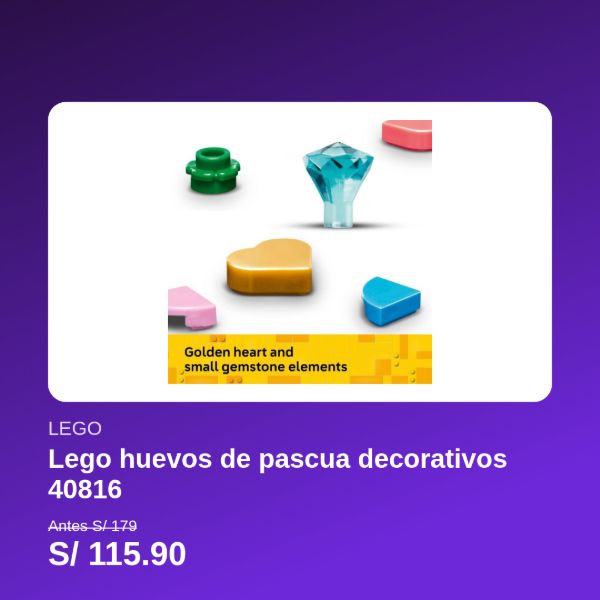 Golden heart and
small gemstone elements
LEGO
Lego huevos de pascua decorativos
40816
Antes S/ 179
S/ 115.90